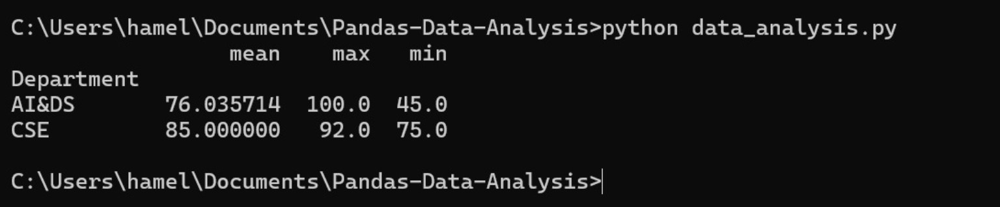 C:\Users\hamel\Documents\Pandas-Data-Analysis>python data_analysis.py
mean max min
Department
AI&DS 76.035714 100.0 45.0
CSE 85.000000 92.0 75.0
C:\Users\hamel\Documents\Pandas-Data-Analysis>